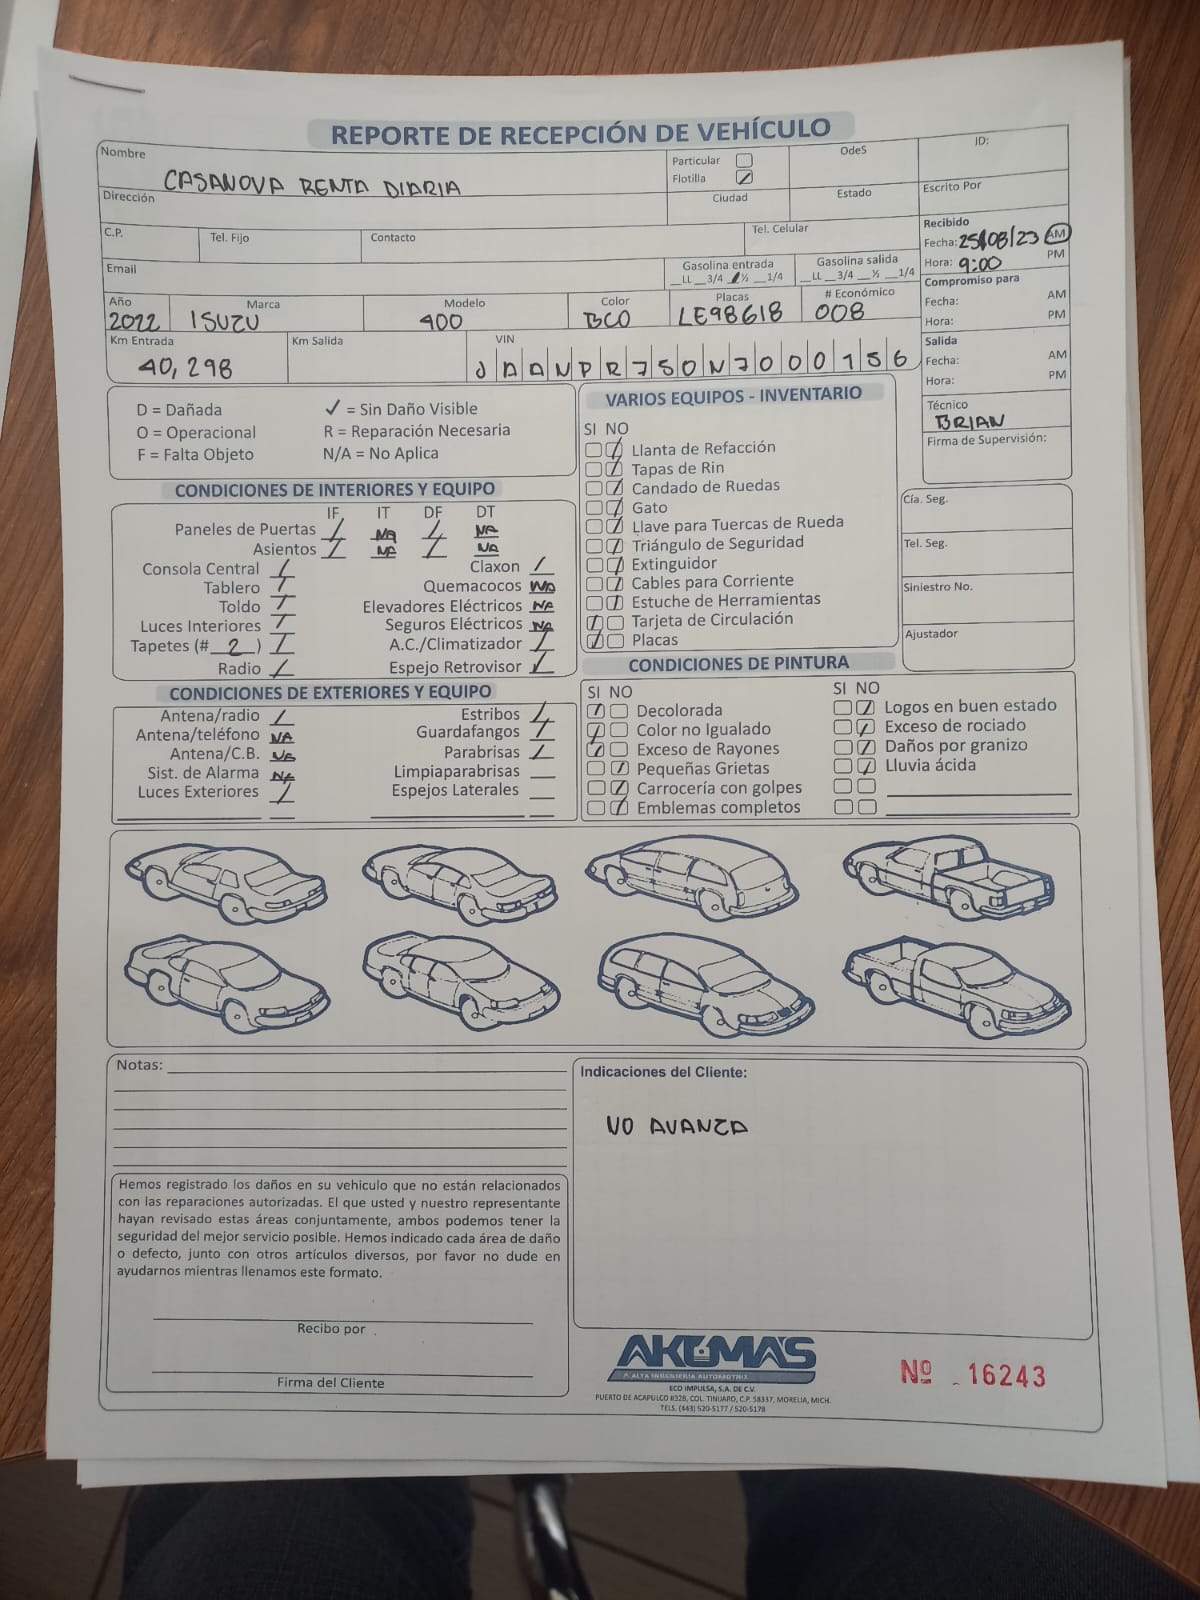 REPORTE DE RECEPCIÓN DE VEHÍCULO
Nombre
CASANOVA RENTA DIARIA
Particular
Flotilla
OdeS
ID:
Dirección
Ciudad
Estado
Escrito Por
C.P.
Tel. Fijo
Contacto
Tel. Celular
Recibido
Fecha: 25/08/23 AM
Hora: 9:00 PM
Email
Gasolina entrada
__LL __3/4 __½ __1/4
Gasolina salida
__LL __3/4 __½ __1/4
Compromiso para
Fecha: AM
Hora: PM
Año
2022
Marca
ISUZU
Modelo
400
Color
BCO
Placas
LE98618
# Económico
008
Salida
Fecha: AM
Hora: PM
Km Entrada
40,298
Km Salida
VIN
JAANPR750N7000156
Técnico
BRIAN
Firma de Supervisión:
D = Dañada ✓ = Sin Daño Visible
O = Operacional R = Reparación Necesaria
F = Falta Objeto N/A = No Aplica
CONDICIONES DE INTERIORES Y EQUIPO
IF IT DF DT
Paneles de Puertas / NA / NA
Asientos / NA / NA
Consola Central / Claxon /
Tablero / Quemacocos NA
Toldo / Elevadores Eléctricos NA
Luces Interiores / Seguros Eléctricos NA
Tapetes (# 2 ) / A.C./Climatizador /
Radio / Espejo Retrovisor /
CONDICIONES DE EXTERIORES Y EQUIPO
Antena/radio / Estribos /
Antena/teléfono NA Guardafangos /
Antena/C.B. NA Parabrisas /
Sist. de Alarma NA Limpiaparabrisas
Luces Exteriores / Espejos Laterales
VARIOS EQUIPOS - INVENTARIO
SI NO
Llanta de Refacción
Tapas de Rin
Candado de Ruedas
Gato
Llave para Tuercas de Rueda
Triángulo de Seguridad
Extinguidor
Cables para Corriente
Estuche de Herramientas
Tarjeta de Circulación
Placas
Cía. Seg.
Tel. Seg.
Siniestro No.
Ajustador
CONDICIONES DE PINTURA
SI NO SI NO
Decolorada Logos en buen estado
Color no Igualado Exceso de rociado
Exceso de Rayones Daños por granizo
Pequeñas Grietas Lluvia ácida
Carrocería con golpes
Emblemas completos
Notas:
Hemos registrado los daños en su vehiculo que no están relacionados
con las reparaciones autorizadas. El que usted y nuestro representante
hayan revisado estas áreas conjuntamente, ambos podemos tener la
seguridad del mejor servicio posible. Hemos indicado cada área de daño
o defecto, junto con otros artículos diversos, por favor no dude en
ayudarnos mientras llenamos este formato.
Recibo por
Firma del Cliente
Indicaciones del Cliente:
NO AVANZA
AKUMAS
ALTA INGENIERIA AUTOMOTRIZ
ECO IMPULSA, S.A. DE C.V.
PUERTO DE ACAPULCO #328, COL. TINIJARO, C.P. 58337, MORELIA, MICH.
TELS. (443) 520-5177 / 520-5178
Nº 16243